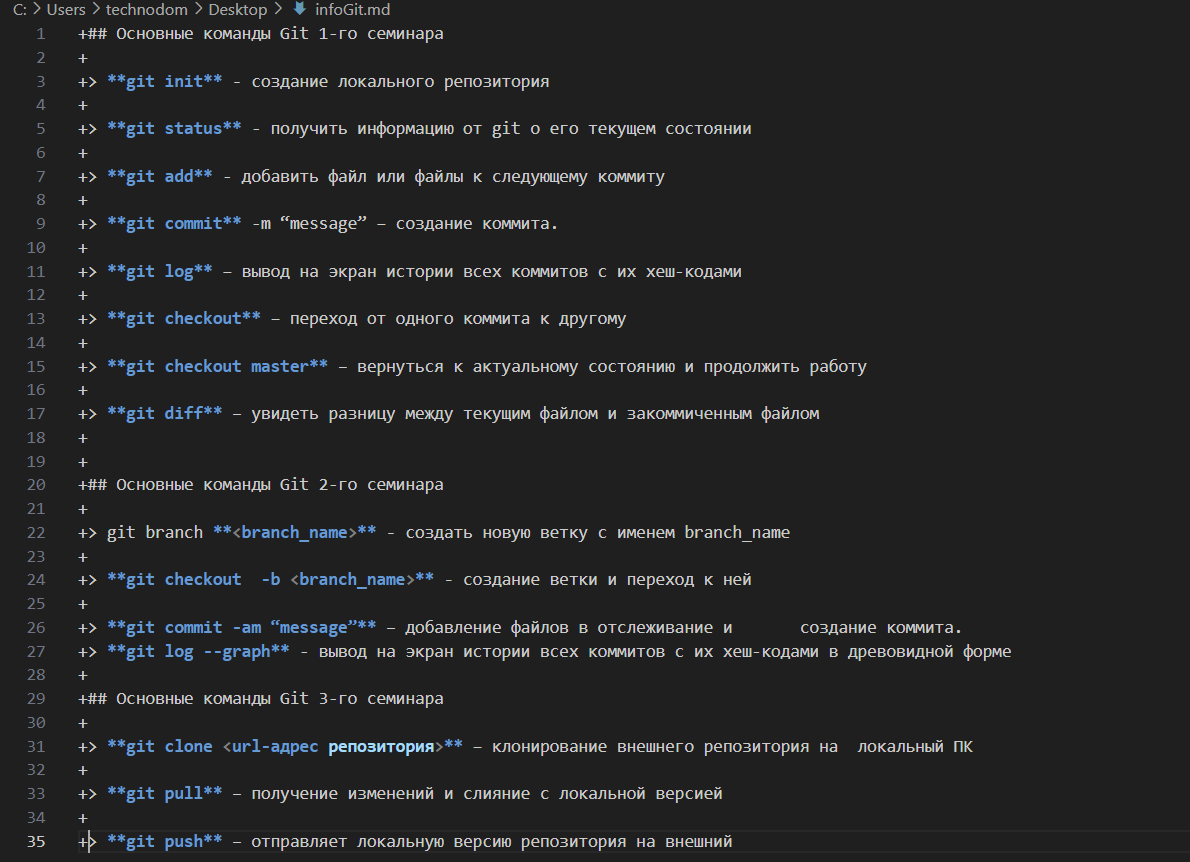 C: > Users > technodom > Desktop > infoGit.md
1 +## Основные команды Git 1-го семинара
2 +
3 +> **git init** - создание локального репозитория
4 +
5 +> **git status** - получить информацию от git о его текущем состоянии
6 +
7 +> **git add** - добавить файл или файлы к следующему коммиту
8 +
9 +> **git commit** -m “message” – создание коммита.
10 +
11 +> **git log** – вывод на экран истории всех коммитов с их хеш-кодами
12 +
13 +> **git checkout** – переход от одного коммита к другому
14 +
15 +> **git checkout master** – вернуться к актуальному состоянию и продолжить работу
16 +
17 +> **git diff** – увидеть разницу между текущим файлом и закоммиченным файлом
18 +
19 +
20 +## Основные команды Git 2-го семинара
21 +
22 +> git branch **<branch_name>** - создать новую ветку с именем branch_name
23 +
24 +> **git checkout  -b <branch_name>** - создание ветки и переход к ней
25 +
26 +> **git commit -am “message”** – добавление файлов в отслеживание и       создание коммита.
27 +> **git log --graph** - вывод на экран истории всех коммитов с их хеш-кодами в древовидной форме
28 +
29 +## Основные команды Git 3-го семинара
30 +
31 +> **git clone <url-адрес репозитория>** – клонирование внешнего репозитория на  локальный ПК
32 +
33 +> **git pull** – получение изменений и слияние с локальной версией
34 +
35 +> **git push** – отправляет локальную версию репозитория на внешний